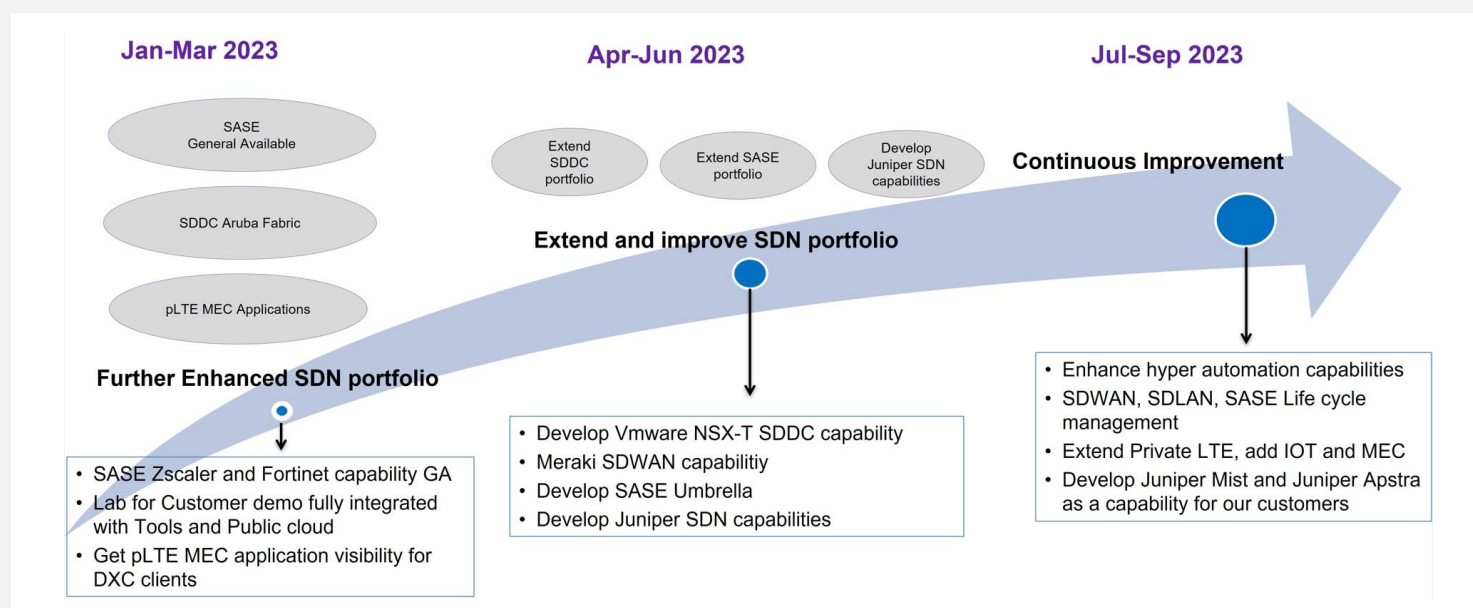 Jan-Mar 2023
Apr-Jun 2023
Jul-Sep 2023
SASE
General Available
SDDC Aruba Fabric
pLTE MEC Applications
Extend
SDDC
portfolio
Extend SASE
portfolio
Develop
Juniper SDN
capabilities
Continuous Improvement
Extend and improve SDN portfolio
Further Enhanced SDN portfolio
• SASE Zscaler and Fortinet capability GA
• Lab for Customer demo fully integrated
with Tools and Public cloud
• Get pLTE MEC application visibility for
DXC clients
• Develop Vmware NSX-T SDDC capability
• Meraki SDWAN capabilitiy
• Develop SASE Umbrella
• Develop Juniper SDN capabilities
• Enhance hyper automation capabilities
• SDWAN, SDLAN, SASE Life cycle
management
• Extend Private LTE, add IOT and MEC
• Develop Juniper Mist and Juniper Apstra
as a capability for our customers